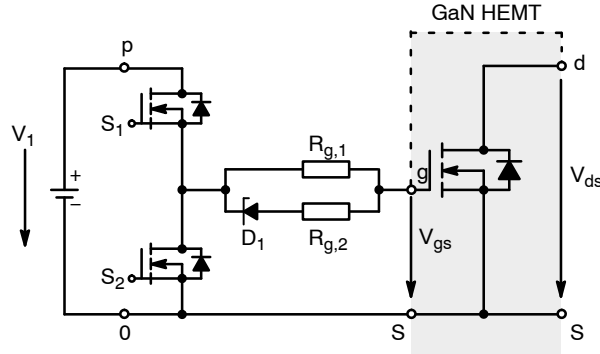 GaN HEMT
p
d
S1
V1
+
−
Rg,1
g
Vds
D1
Rg,2
Vgs
S2
0
S
S